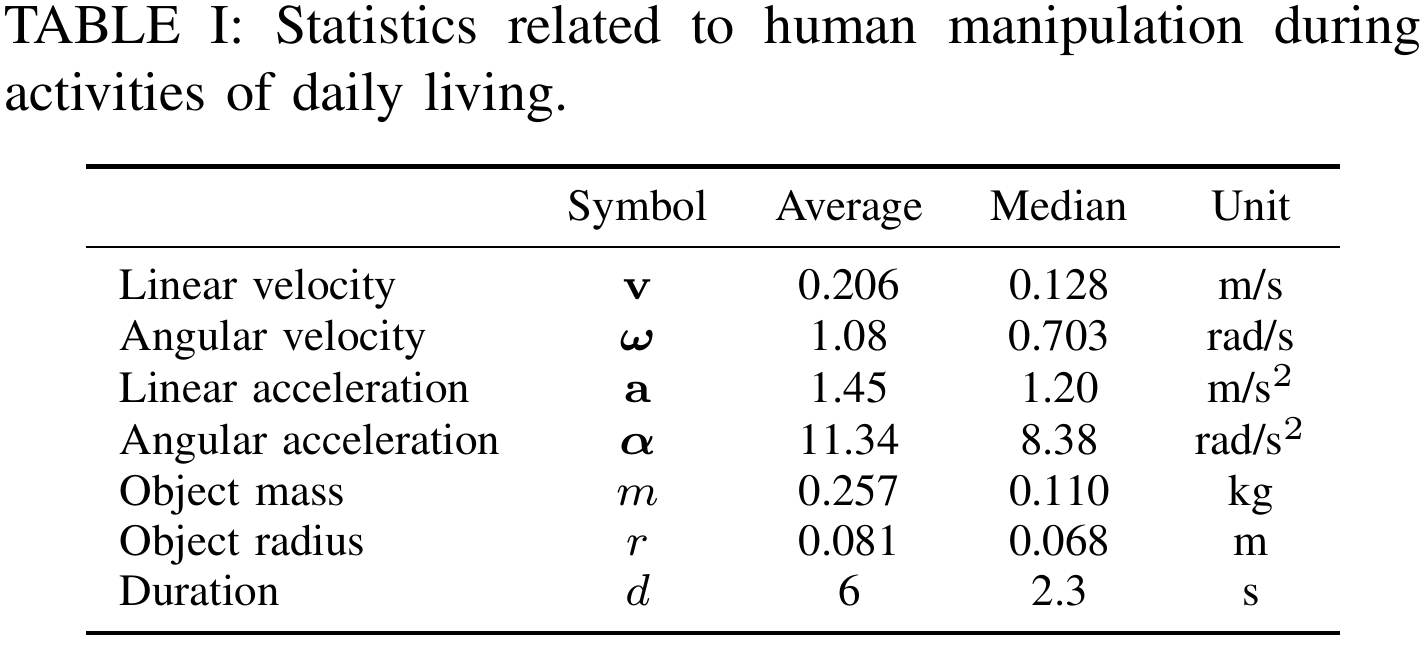 TABLE I: Statistics related to human manipulation during
activities of daily living.
Symbol Average Median Unit
Linear velocity v 0.206 0.128 m/s
Angular velocity ω 1.08 0.703 rad/s
Linear acceleration a 1.45 1.20 m/s²
Angular acceleration α 11.34 8.38 rad/s²
Object mass m 0.257 0.110 kg
Object radius r 0.081 0.068 m
Duration d 6 2.3 s